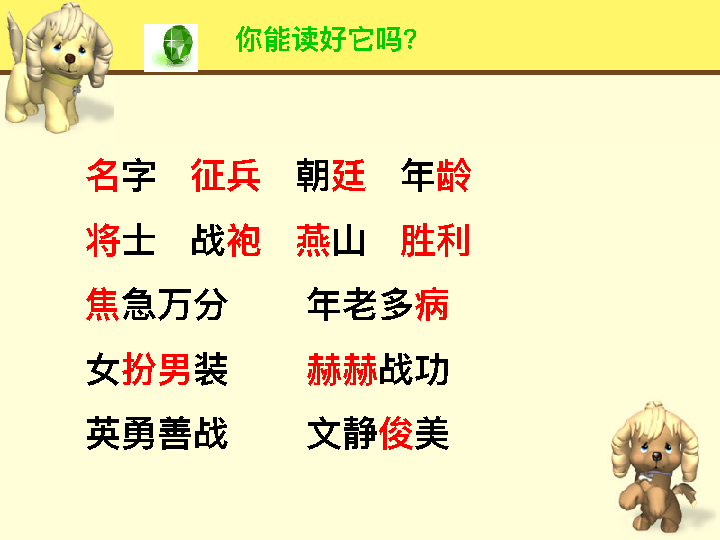 你能读好它吗？
名字 征兵 朝廷 年龄
将士 战袍 燕山 胜利
焦急万分 年老多病
女扮男装 赫赫战功
英勇善战 文静俊美